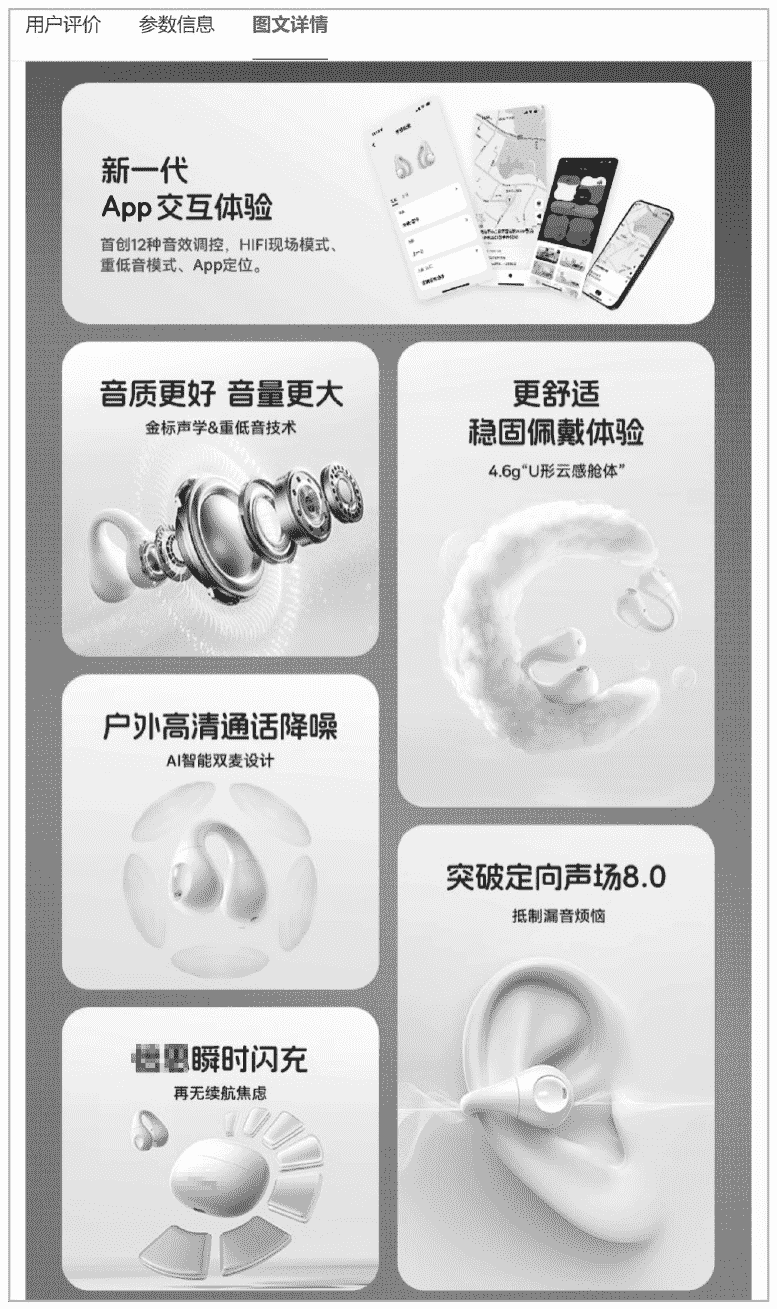 用户评价
参数信息
图文详情
新一代
App交互体验
首创12种音效调控，HIFI现场模式、
重低音模式、App定位。
音质更好 音量更大
金标声学&重低音技术
更舒适
稳固佩戴体验
4.6g“U形云感舱体”
户外高清通话降噪
AI智能双麦设计
突破定向声场8.0
抵制漏音烦恼
瞬时闪充
再无续航焦虑